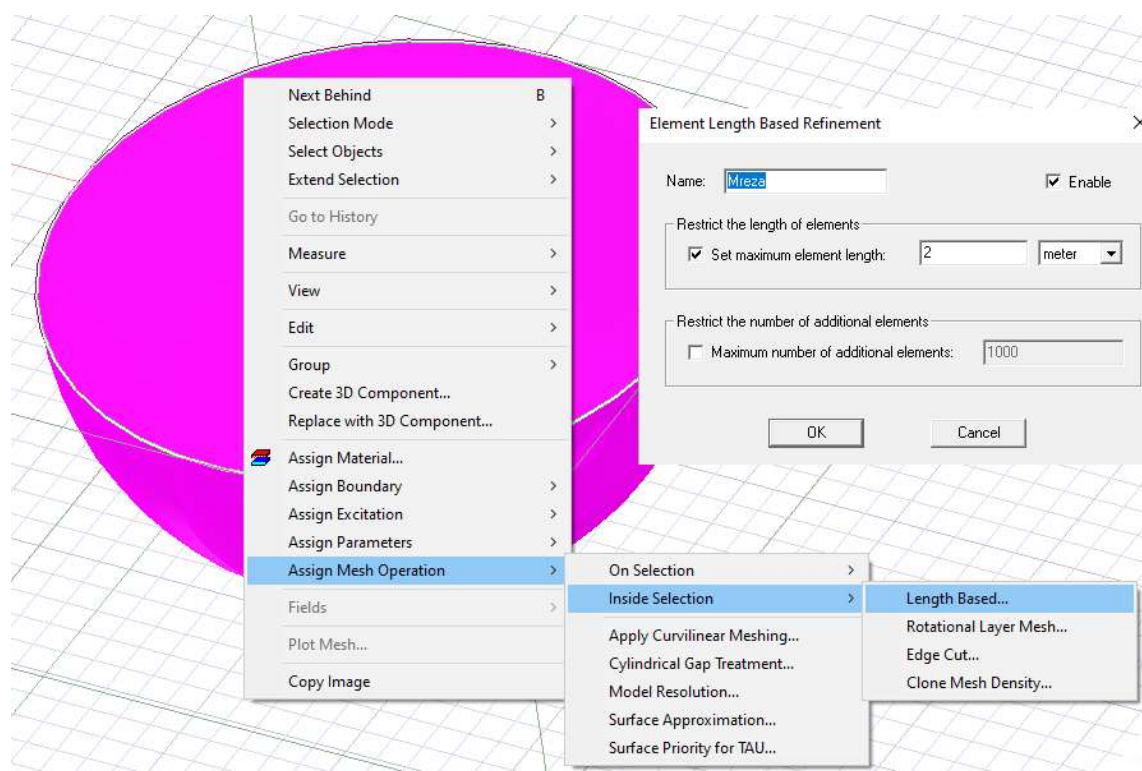 Next Behind B
Selection Mode >
Select Objects >
Extend Selection >
Go to History
Measure >
View >
Edit >
Group >
Create 3D Component...
Replace with 3D Component...
Assign Material...
Assign Boundary >
Assign Excitation >
Assign Parameters >
Assign Mesh Operation >
Fields >
Plot Mesh...
Copy Image
On Selection >
Inside Selection >
Apply Curvilinear Meshing...
Cylindrical Gap Treatment...
Model Resolution...
Surface Approximation...
Surface Priority for TAU...
Length Based...
Rotational Layer Mesh...
Edge Cut...
Clone Mesh Density...
Element Length Based Refinement
Name: Mreza Enable
Restrict the length of elements
Set maximum element length: 2 meter
Restrict the number of additional elements
Maximum number of additional elements: 1000
OK Cancel